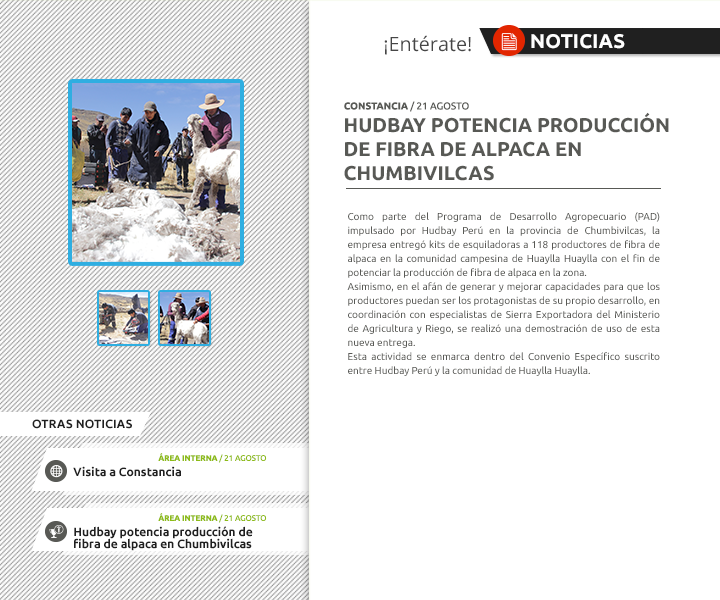 ¡Entérate!
NOTICIAS
CONSTANCIA / 21 AGOSTO
HUDBAY POTENCIA PRODUCCIÓN
DE FIBRA DE ALPACA EN
CHUMBIVILCAS
Como parte del Programa de Desarrollo Agropecuario (PAD)
impulsado por Hudbay Perú en la provincia de Chumbivilcas, la
empresa entregó kits de esquiladoras a 118 productores de fibra de
alpaca en la comunidad campesina de Huaylla Huaylla con el fin de
potenciar la producción de fibra de alpaca en la zona.
Asimismo, en el afán de generar y mejorar capacidades para que los
productores puedan ser los protagonistas de su propio desarrollo, en
coordinación con especialistas de Sierra Exportadora del Ministerio
de Agricultura y Riego, se realizó una demostración de uso de esta
nueva entrega.
Esta actividad se enmarca dentro del Convenio Específico suscrito
entre Hudbay Perú y la comunidad de Huaylla Huaylla.
OTRAS NOTICIAS
ÁREA INTERNA / 21 AGOSTO
Visita a Constancia
ÁREA INTERNA / 21 AGOSTO
Hudbay potencia producción de
fibra de alpaca en Chumbivilcas